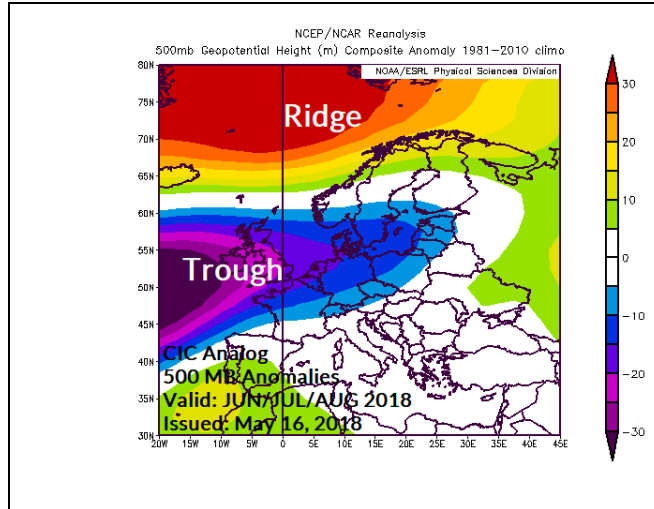 NCEP/NCAR Reanalysis
500mb Geopotential Height (m) Composite Anomaly 1981-2010 climo
NOAA/ESRL Physical Sciences Division
80N
75N
70N
65N
60N
55N
50N
45N
40N
35N
30N
Ridge
Trough
CIC Analog
500 MB Anomalies
Valid: JUN/JUL/AUG 2018
Issued: May 16, 2018
20W 15W 10W 5W 0 5E 10E 15E 20E 25E 30E 35E 40E 45E
30
20
10
5
0
-5
-10
-20
-30